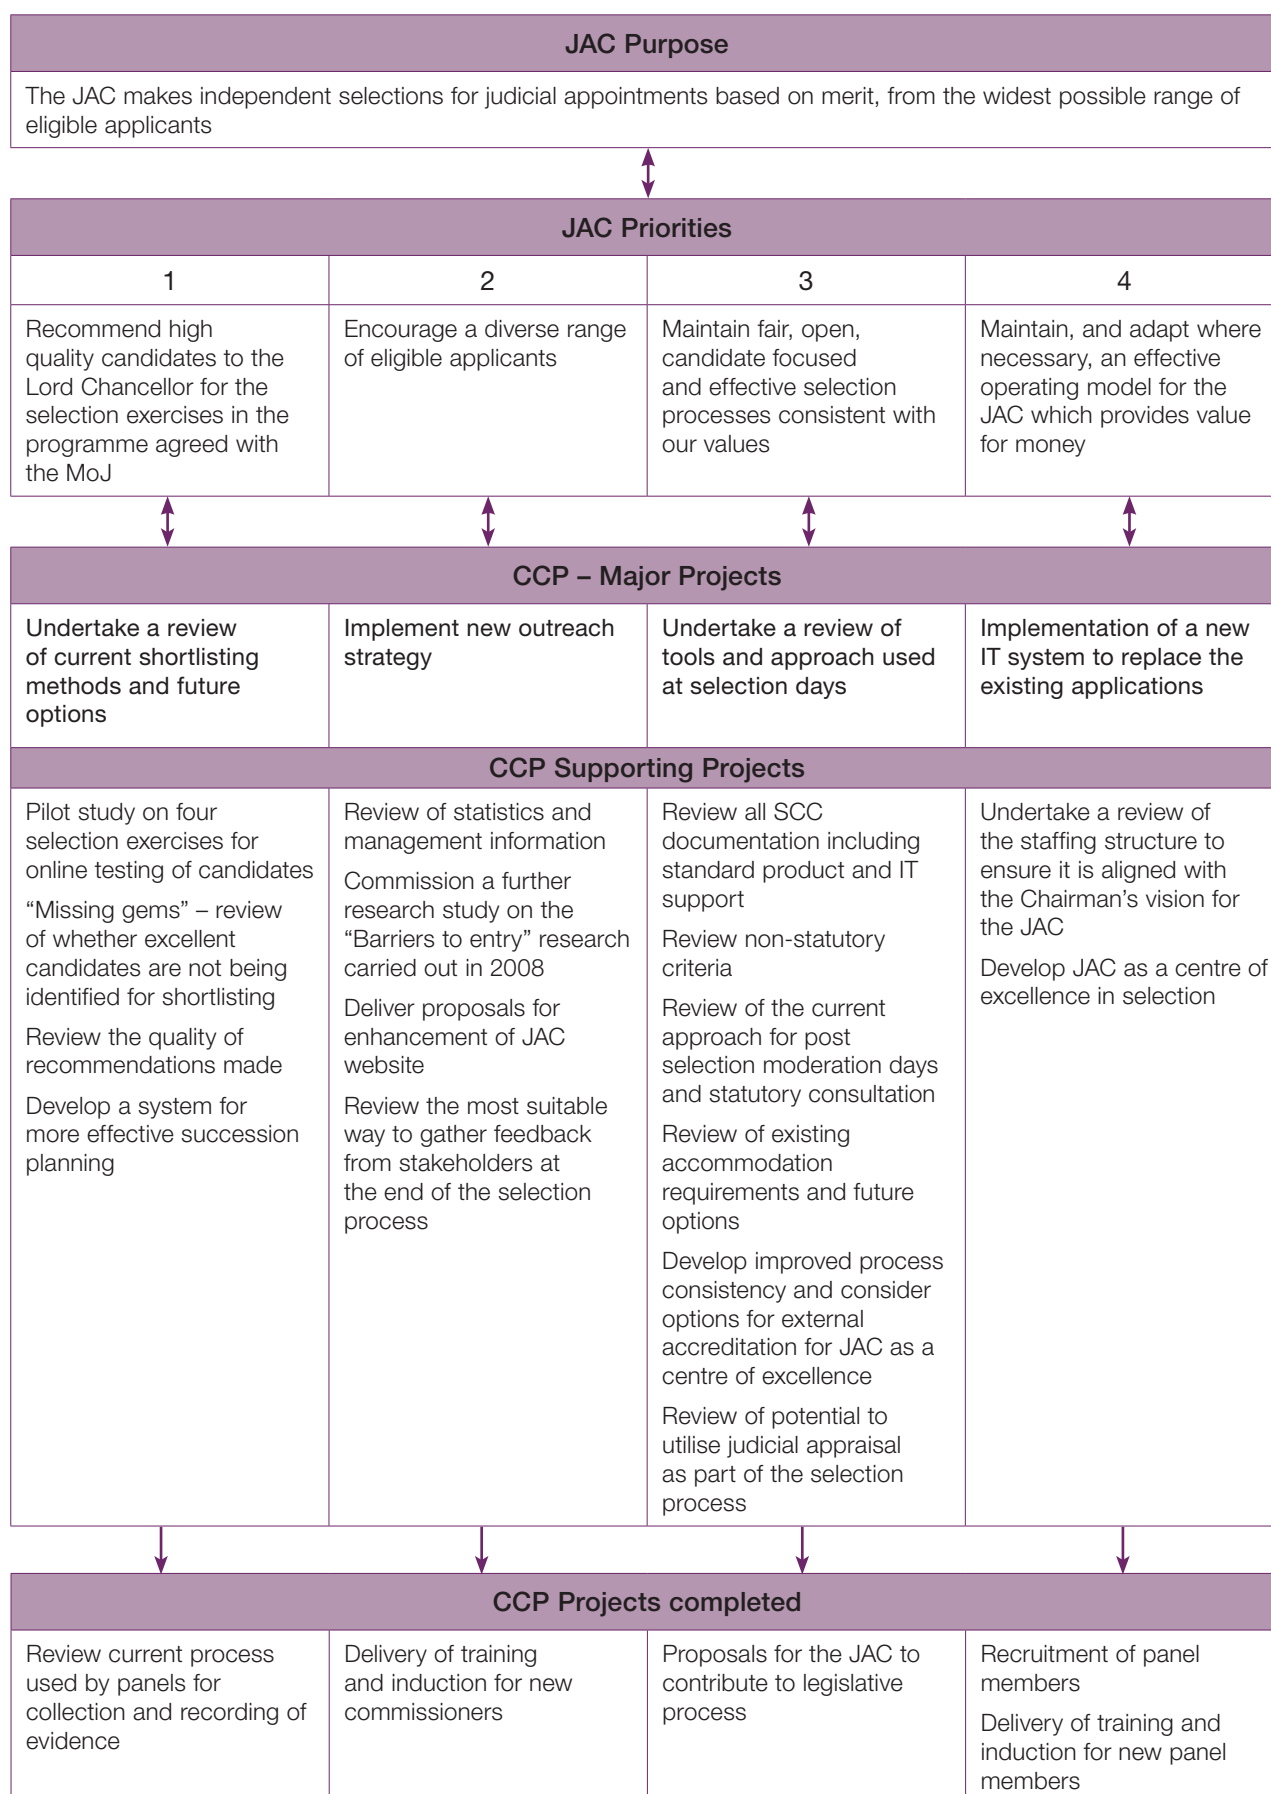 JAC Purpose
The JAC makes independent selections for judicial appointments based on merit, from the widest possible range of
eligible applicants
JAC Priorities
1
Recommend high
quality candidates to the
Lord Chancellor for the
selection exercises in the
programme agreed with
the MoJ
2
Encourage a diverse range
of eligible applicants
3
Maintain fair, open,
candidate focused
and effective selection
processes consistent with
our values
4
Maintain, and adapt where
necessary, an effective
operating model for the
JAC which provides value
for money
CCP – Major Projects
Undertake a review
of current shortlisting
methods and future
options
Implement new outreach
strategy
Undertake a review of
tools and approach used
at selection days
Implementation of a new
IT system to replace the
existing applications
CCP Supporting Projects
Pilot study on four
selection exercises for
online testing of candidates
“Missing gems” – review
of whether excellent
candidates are not being
identified for shortlisting
Review the quality of
recommendations made
Develop a system for
more effective succession
planning
Review of statistics and
management information
Commission a further
research study on the
“Barriers to entry” research
carried out in 2008
Deliver proposals for
enhancement of JAC
website
Review the most suitable
way to gather feedback
from stakeholders at
the end of the selection
process
Review all SCC
documentation including
standard product and IT
support
Review non-statutory
criteria
Review of the current
approach for post
selection moderation days
and statutory consultation
Review of existing
accommodation
requirements and future
options
Develop improved process
consistency and consider
options for external
accreditation for JAC as a
centre of excellence
Review of potential to
utilise judicial appraisal
as part of the selection
process
Undertake a review of
the staffing structure to
ensure it is aligned with
the Chairman’s vision for
the JAC
Develop JAC as a centre of
excellence in selection
CCP Projects completed
Review current process
used by panels for
collection and recording of
evidence
Delivery of training
and induction for new
commissioners
Proposals for the JAC to
contribute to legislative
process
Recruitment of panel
members
Delivery of training and
induction for new panel
members